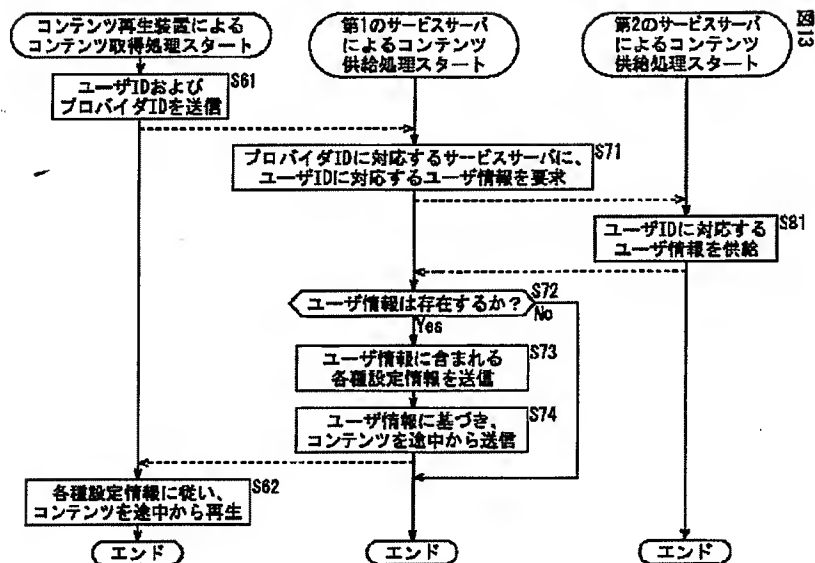 図13
コンテンツ再生装置による
コンテンツ取得処理スタート
第1のサービスサーバ
によるコンテンツ
供給処理スタート
第2のサービスサーバ
によるコンテンツ
供給処理スタート
ユーザIDおよび
プロバイダIDを送信
S61
プロバイダIDに対応するサービスサーバに、
ユーザIDに対応するユーザ情報を要求
S71
ユーザIDに対応する
ユーザ情報を供給
S81
ユーザ情報は存在するか?
S72
No
Yes
ユーザ情報に含まれる
各種設定情報を送信
S73
ユーザ情報に基づき、
コンテンツを途中から送信
S74
各種設定情報に従い、
コンテンツを途中から再生
S62
エンド
エンド
エンド